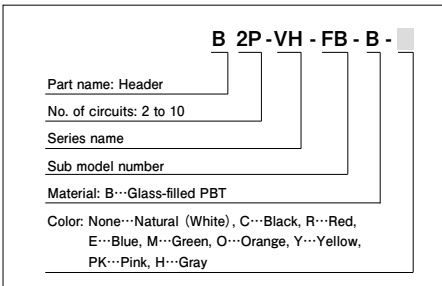 B 2P-VH - FB - B -
Part name: Header
No. of circuits: 2 to 10
Series name
Sub model number
Material: B…Glass-filled PBT
Color: None…Natural (White), C…Black, R…Red,
E…Blue, M…Green, O…Orange, Y…Yellow,
PK…Pink, H…Gray